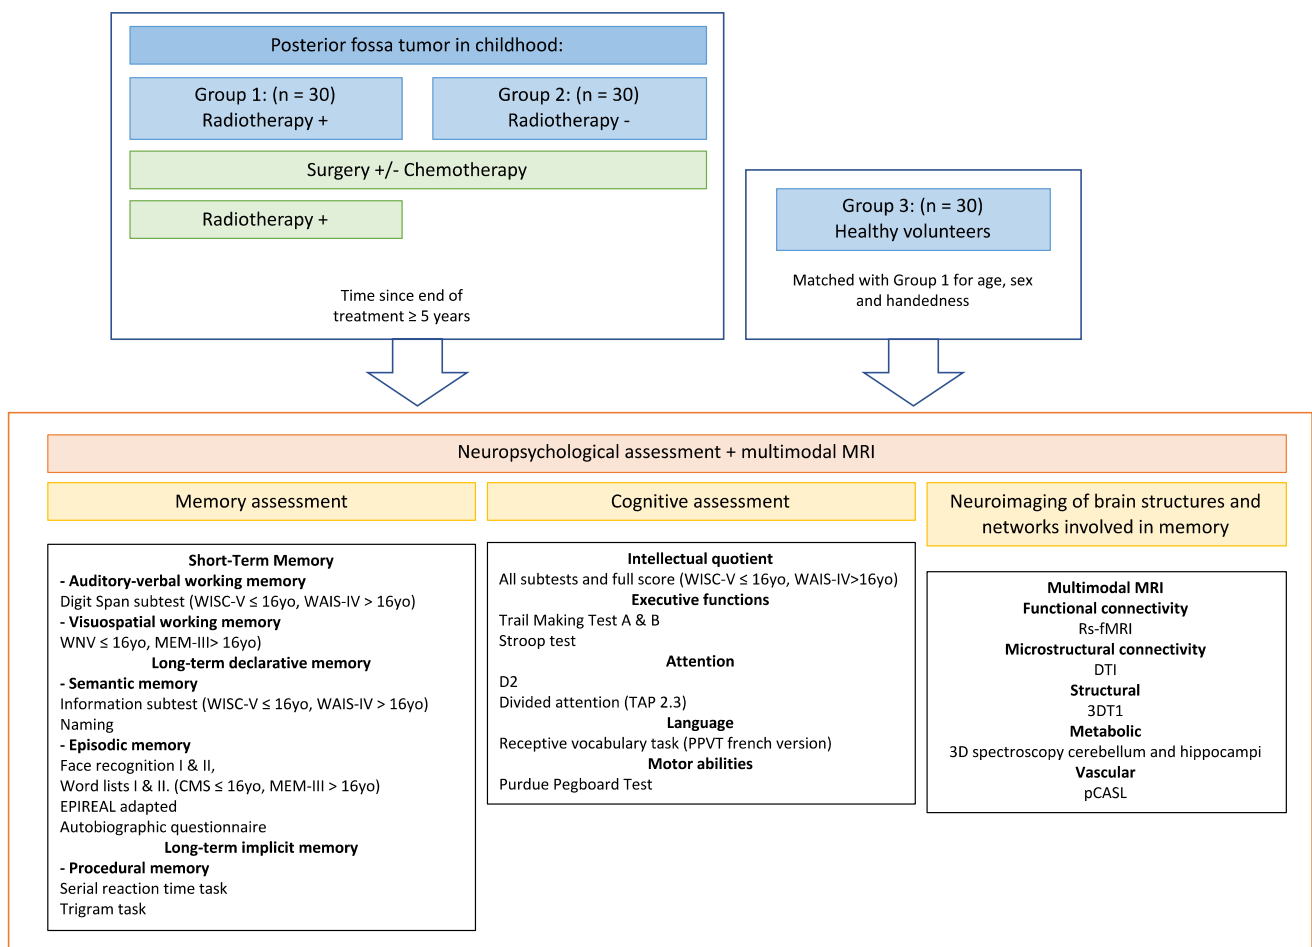 Posterior fossa tumor in childhood:
Group 1: (n = 30)
Radiotherapy +
Group 2: (n = 30)
Radiotherapy -
Surgery +/- Chemotherapy
Radiotherapy +
Time since end of
treatment ≥ 5 years
Group 3: (n = 30)
Healthy volunteers
Matched with Group 1 for age, sex
and handedness
Neuropsychological assessment + multimodal MRI
Memory assessment
Short-Term Memory
- Auditory-verbal working memory
Digit Span subtest (WISC-V ≤ 16yo, WAIS-IV > 16yo)
- Visuospatial working memory
WNV ≤ 16yo, MEM-III> 16yo)
Long-term declarative memory
- Semantic memory
Information subtest (WISC-V ≤ 16yo, WAIS-IV > 16yo)
Naming
- Episodic memory
Face recognition I & II,
Word lists I & II. (CMS ≤ 16yo, MEM-III > 16yo)
EPIREAL adapted
Autobiographic questionnaire
Long-term implicit memory
- Procedural memory
Serial reaction time task
Trigram task
Cognitive assessment
Intellectual quotient
All subtests and full score (WISC-V ≤ 16yo, WAIS-IV>16yo)
Executive functions
Trail Making Test A & B
Stroop test
Attention
D2
Divided attention (TAP 2.3)
Language
Receptive vocabulary task (PPVT french version)
Motor abilities
Purdue Pegboard Test
Neuroimaging of brain structures and
networks involved in memory
Multimodal MRI
Functional connectivity
Rs-fMRI
Microstructural connectivity
DTI
Structural
3DT1
Metabolic
3D spectroscopy cerebellum and hippocampi
Vascular
pCASL